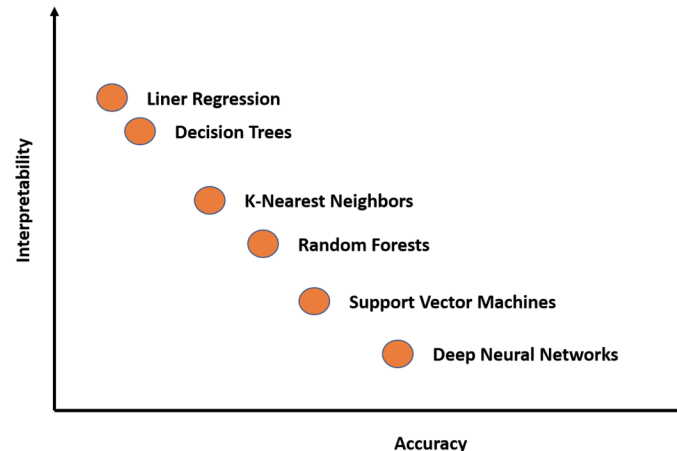 Liner Regression
Decision Trees
Interpretability
K-Nearest Neighbors
Random Forests
Support Vector Machines
Deep Neural Networks
Accuracy